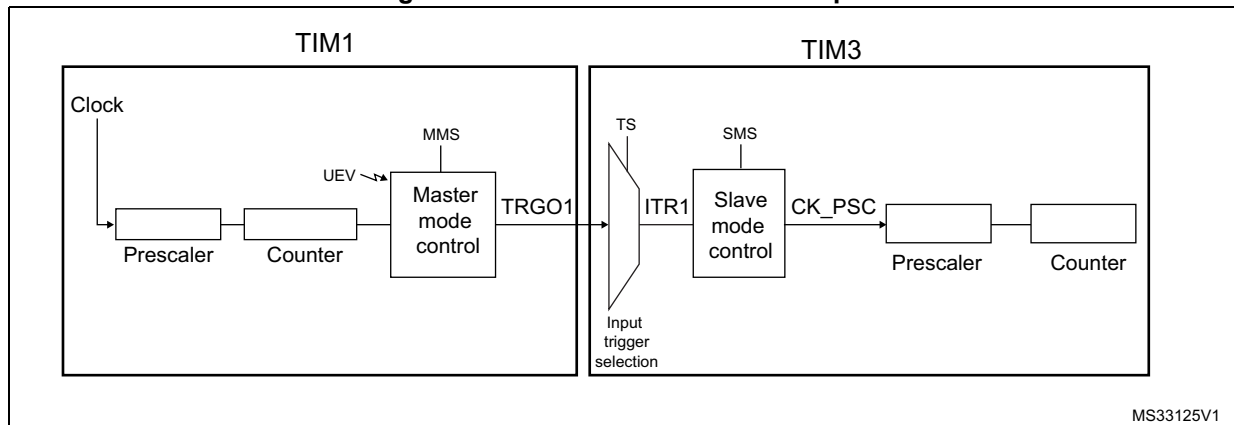 TIM1
TIM3
Clock
MMS
TS
SMS
UEV
Master
mode
control
TRGO1
ITR1
Slave
mode
control
CK_PSC
Prescaler
Counter
Prescaler
Counter
Input
trigger
selection
MS33125V1